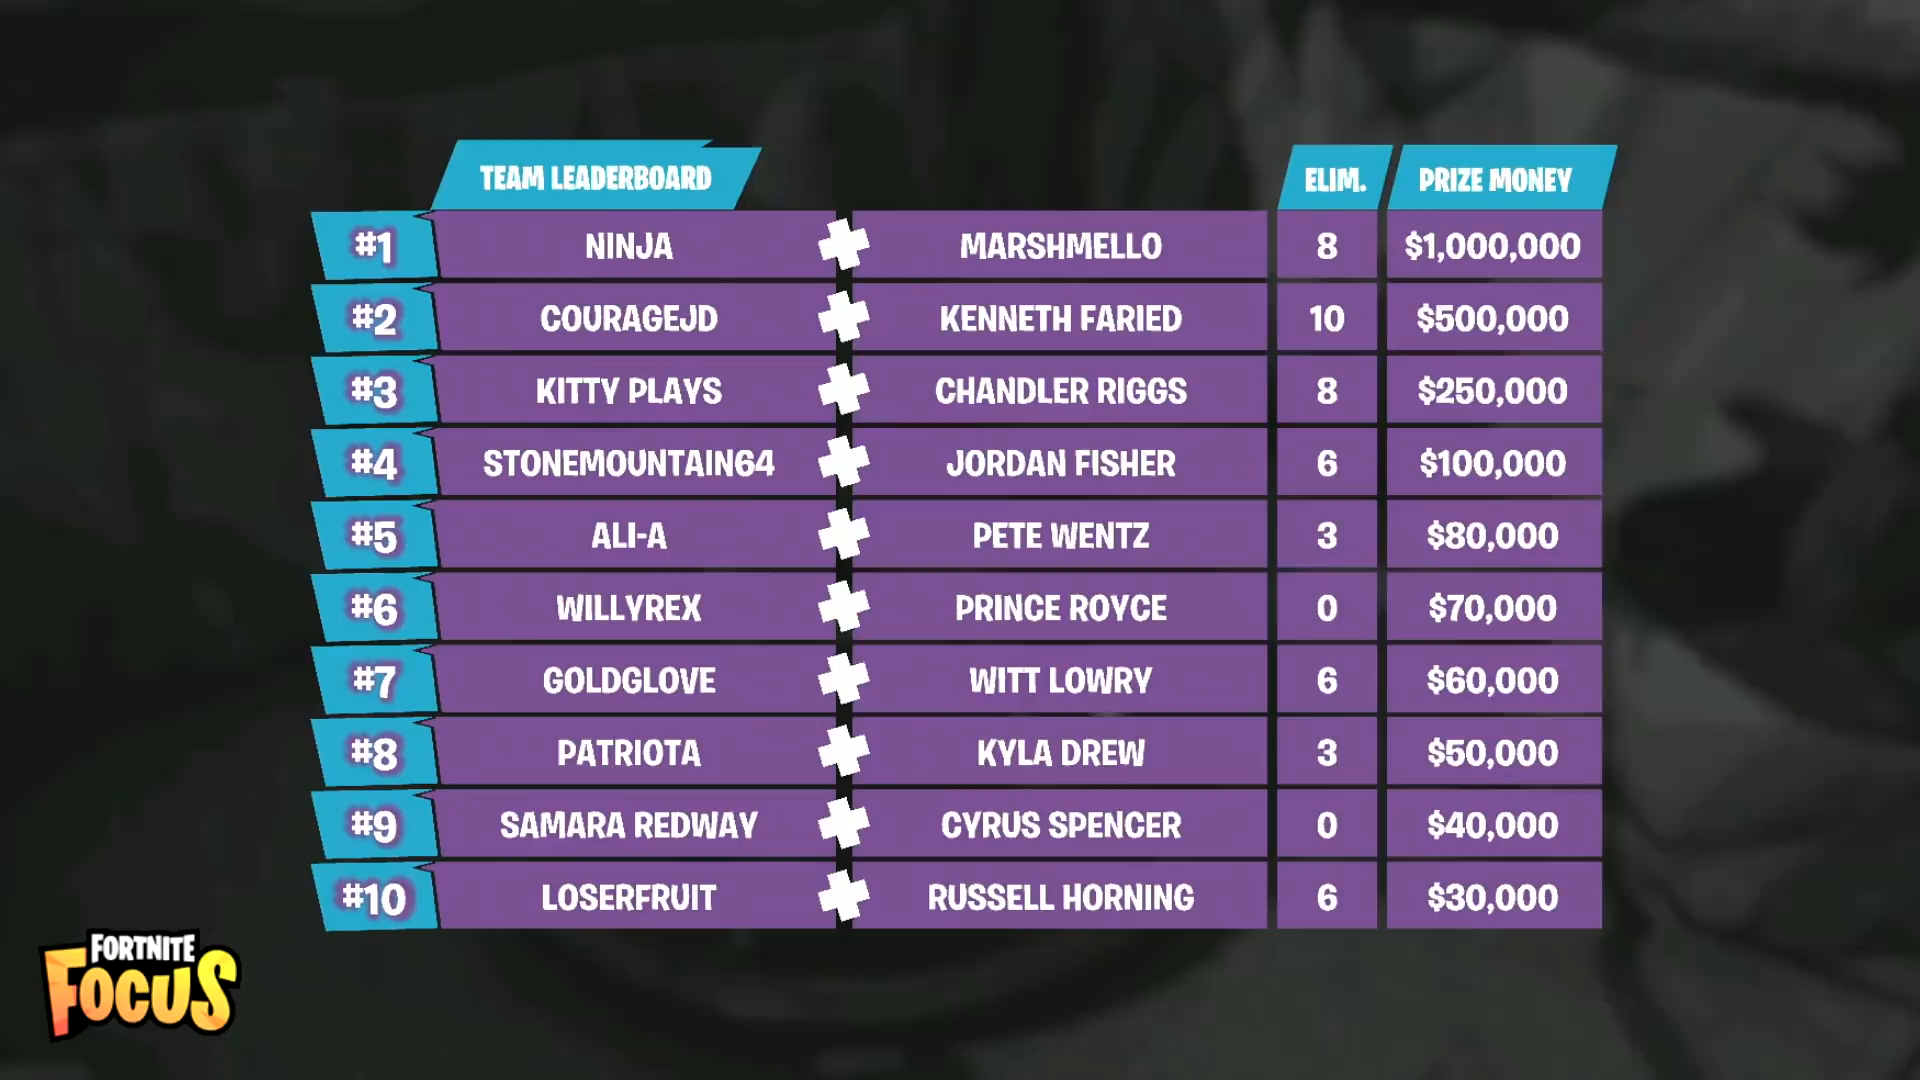 TEAM LEADERBOARD ELIM. PRIZE MONEY
#1 NINJA + MARSHMELLO 8 $1,000,000
#2 COURAGEJD + KENNETH FARIED 10 $500,000
#3 KITTY PLAYS + CHANDLER RIGGS 8 $250,000
#4 STONEMOUNTAIN64 + JORDAN FISHER 6 $100,000
#5 ALI-A + PETE WENTZ 3 $80,000
#6 WILLYREX + PRINCE ROYCE 0 $70,000
#7 GOLDGLOVE + WITT LOWRY 6 $60,000
#8 PATRIOTA + KYLA DREW 3 $50,000
#9 SAMARA REDWAY + CYRUS SPENCER 0 $40,000
#10 LOSERFRUIT + RUSSELL HORNING 6 $30,000
FORTNITE
FOCUS